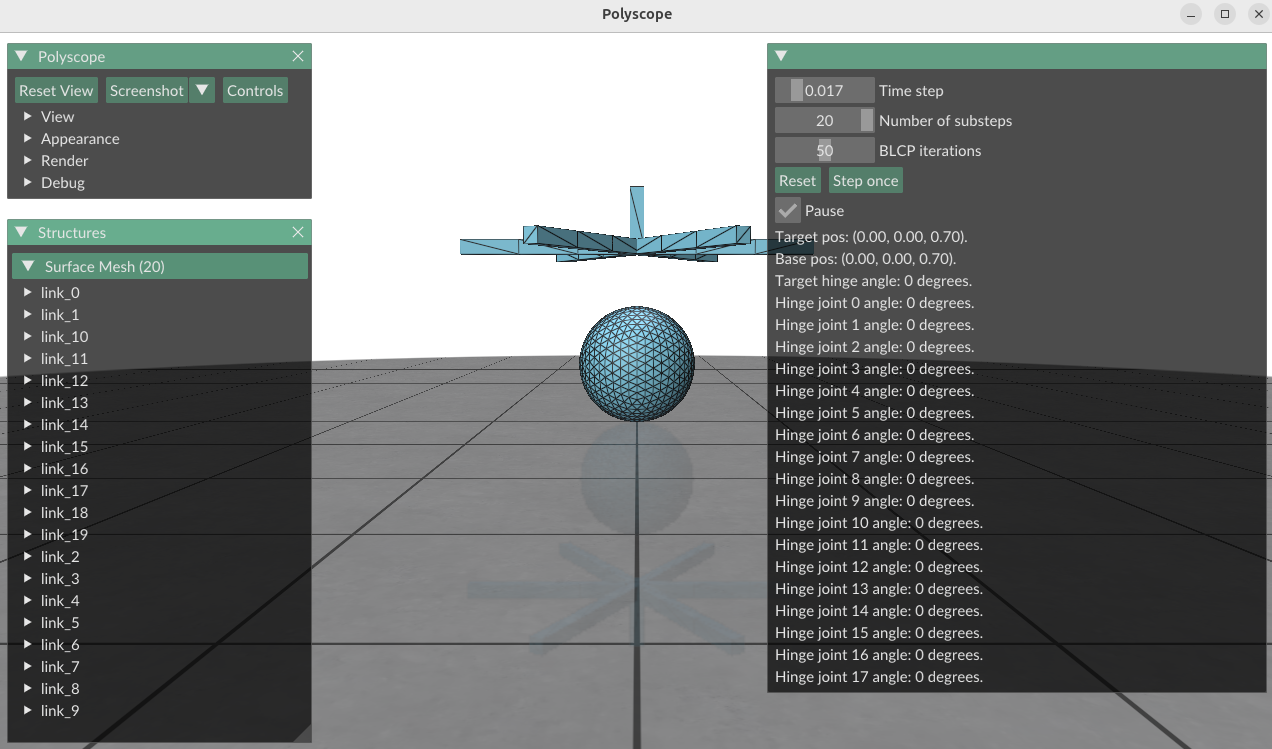 Polyscope
Polyscope
Reset View Screenshot Controls
View
Appearance
Render
Debug
Structures
Surface Mesh (20)
link_0
link_1
link_10
link_11
link_12
link_13
link_14
link_15
link_16
link_17
link_18
link_19
link_2
link_3
link_4
link_5
link_6
link_7
link_8
link_9
0.017 Time step
20 Number of substeps
50 BLCP iterations
Reset Step once
Pause
Target pos: (0.00, 0.00, 0.70).
Base pos: (0.00, 0.00, 0.70).
Target hinge angle: 0 degrees.
Hinge joint 0 angle: 0 degrees.
Hinge joint 1 angle: 0 degrees.
Hinge joint 2 angle: 0 degrees.
Hinge joint 3 angle: 0 degrees.
Hinge joint 4 angle: 0 degrees.
Hinge joint 5 angle: 0 degrees.
Hinge joint 6 angle: 0 degrees.
Hinge joint 7 angle: 0 degrees.
Hinge joint 8 angle: 0 degrees.
Hinge joint 9 angle: 0 degrees.
Hinge joint 10 angle: 0 degrees.
Hinge joint 11 angle: 0 degrees.
Hinge joint 12 angle: 0 degrees.
Hinge joint 13 angle: 0 degrees.
Hinge joint 14 angle: 0 degrees.
Hinge joint 15 angle: 0 degrees.
Hinge joint 16 angle: 0 degrees.
Hinge joint 17 angle: 0 degrees.